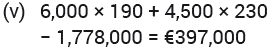 (v) 6,000 × 190 + 4,500 × 230
− 1,778,000 = €397,000